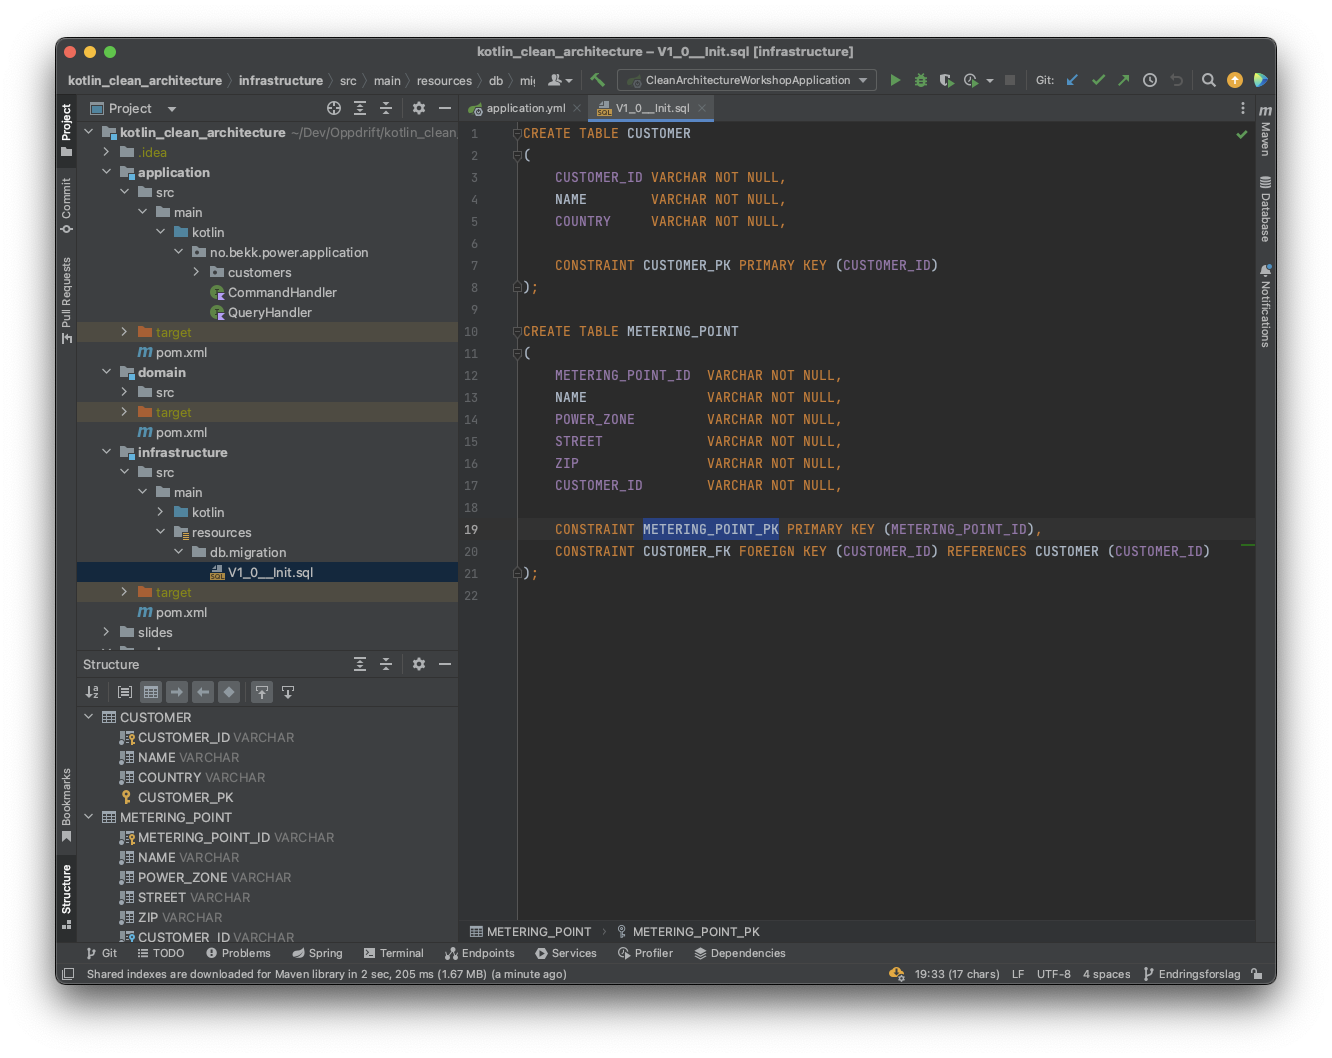 kotlin_clean_architecture – V1_0__Init.sql [infrastructure]
kotlin_clean_architecture
infrastructure
src
main
resources
db
CleanArchitectureWorkshopApplication
Git:
Project
application.yml
V1_0__Init.sql
Project
Commit
Pull Requests
Bookmarks
Structure
kotlin_clean_architecture ~/Dev/Oppdrift/kotlin_clean_
.idea
application
src
main
kotlin
no.bekk.power.application
customers
CommandHandler
QueryHandler
target
pom.xml
domain
src
target
pom.xml
infrastructure
src
main
kotlin
resources
db.migration
V1_0__Init.sql
target
pom.xml
slides
1 CREATE TABLE CUSTOMER
2 (
3 CUSTOMER_ID VARCHAR NOT NULL,
4 NAME VARCHAR NOT NULL,
5 COUNTRY VARCHAR NOT NULL,
6
7 CONSTRAINT CUSTOMER_PK PRIMARY KEY (CUSTOMER_ID)
8 );
9
10 CREATE TABLE METERING_POINT
11 (
12 METERING_POINT_ID VARCHAR NOT NULL,
13 NAME VARCHAR NOT NULL,
14 POWER_ZONE VARCHAR NOT NULL,
15 STREET VARCHAR NOT NULL,
16 ZIP VARCHAR NOT NULL,
17 CUSTOMER_ID VARCHAR NOT NULL,
18
19 CONSTRAINT METERING_POINT_PK PRIMARY KEY (METERING_POINT_ID),
20 CONSTRAINT CUSTOMER_FK FOREIGN KEY (CUSTOMER_ID) REFERENCES CUSTOMER (CUSTOMER_ID)
21 );
22
Maven
Database
Notifications
Structure
CUSTOMER
CUSTOMER_ID VARCHAR
NAME VARCHAR
COUNTRY VARCHAR
CUSTOMER_PK
METERING_POINT
METERING_POINT_ID VARCHAR
NAME VARCHAR
POWER_ZONE VARCHAR
STREET VARCHAR
ZIP VARCHAR
CUSTOMER_ID VARCHAR
METERING_POINT
METERING_POINT_PK
Git
TODO
Problems
Spring
Terminal
Endpoints
Services
Profiler
Dependencies
Shared indexes are downloaded for Maven library in 2 sec, 205 ms (1.67 MB) (a minute ago)
19:33 (17 chars)
LF
UTF-8
4 spaces
Endringsforslag